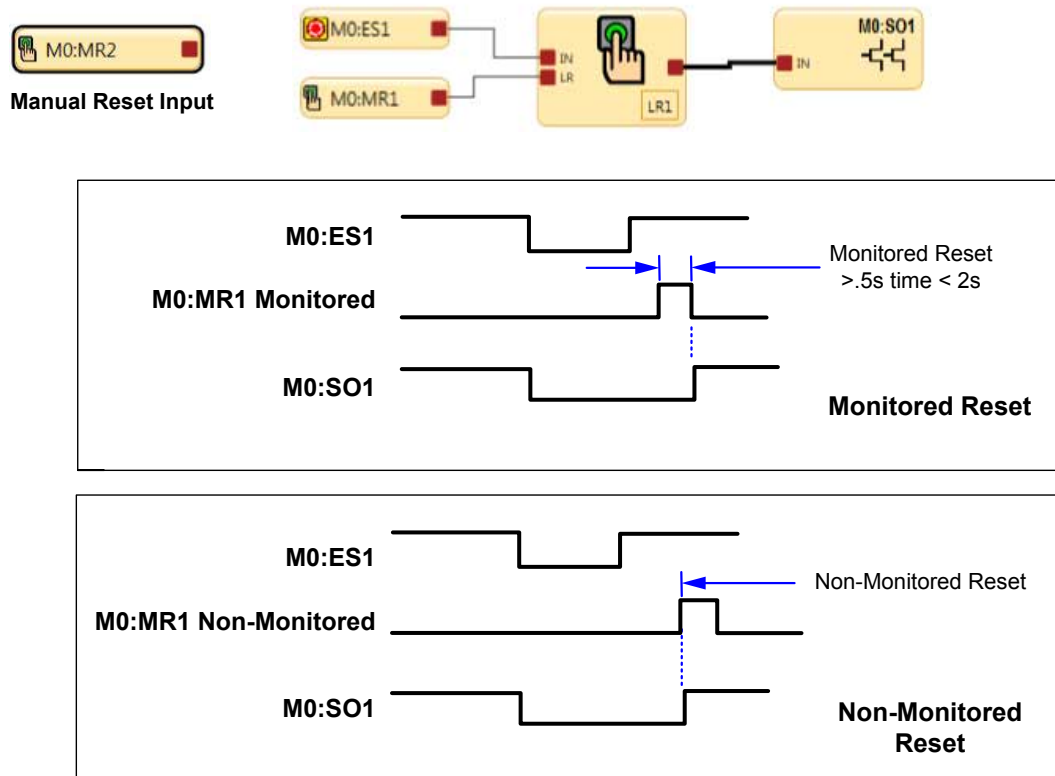 M0:MR2
Manual Reset Input
M0:ES1
M0:MR1
IN
LR
LR1
M0:SO1
IN
M0:ES1
Monitored Reset
>.5s time < 2s
M0:MR1 Monitored
M0:SO1
Monitored Reset
M0:ES1
Non-Monitored Reset
M0:MR1 Non-Monitored
M0:SO1
Non-Monitored
Reset